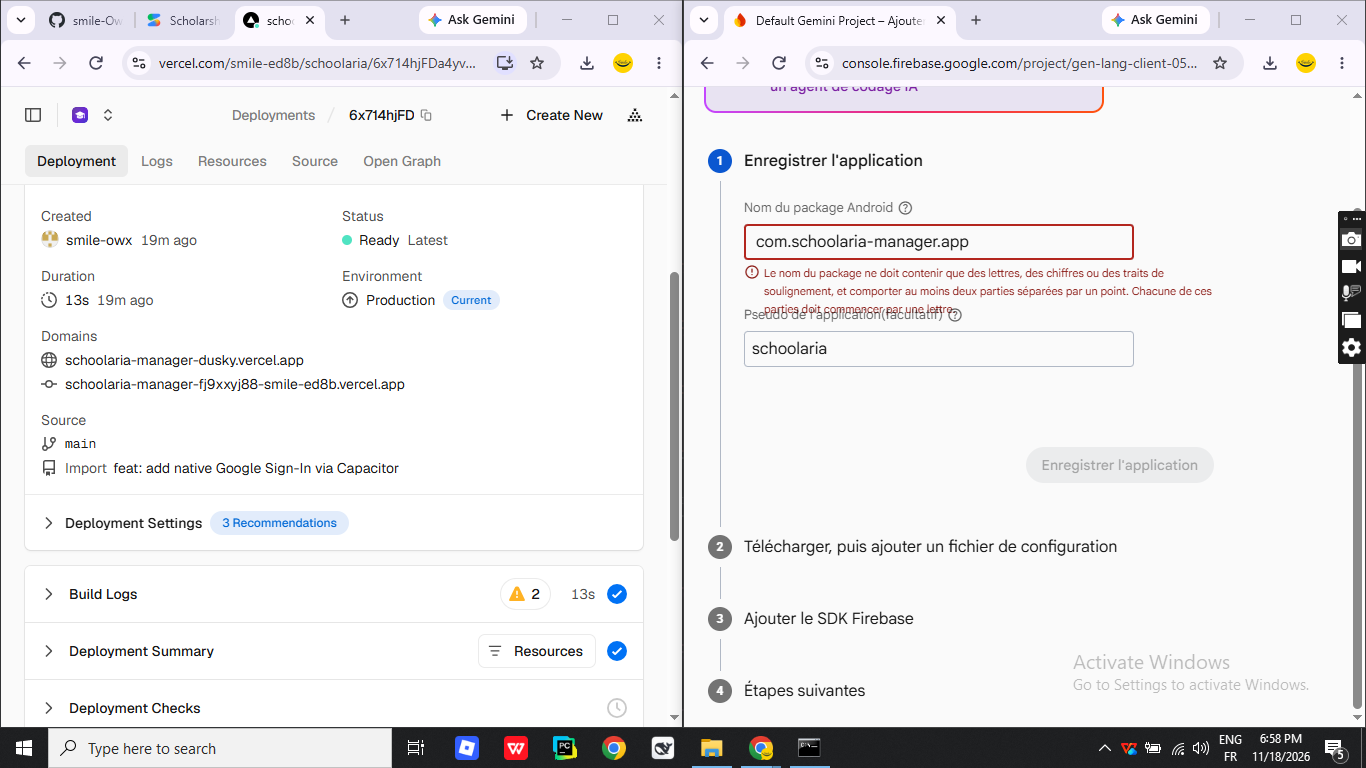 smile-Ow
Scholarsh
schoo
Ask Gemini
vercel.com/smile-ed8b/schoolaria/6x714hjFDa4yv...
Deployments / 6x714hjFD
Create New
Deployment
Logs
Resources
Source
Open Graph
Created
Status
smile-owx 19m ago
Ready Latest
Duration
Environment
13s 19m ago
Production Current
Domains
schoolaria-manager-dusky.vercel.app
schoolaria-manager-fj9xxyj88-smile-ed8b.vercel.app
Source
main
Import feat: add native Google Sign-In via Capacitor
Deployment Settings 3 Recommendations
Build Logs
2
13s
Deployment Summary
Resources
Deployment Checks
Default Gemini Project – Ajoute
Ask Gemini
console.firebase.google.com/project/gen-lang-client-05...
un agent de codage IA
1 Enregistrer l'application
Nom du package Android
com.schoolaria-manager.app
Le nom du package ne doit contenir que des lettres, des chiffres ou des traits de
soulignement, et comporter au moins deux parties séparées par un point. Chacune de ces
parties doit commencer par une lettre.
Pseudo de l'application(facultatif)
schoolaria
Enregistrer l'application
2 Télécharger, puis ajouter un fichier de configuration
3 Ajouter le SDK Firebase
4 Étapes suivantes
Activate Windows
Go to Settings to activate Windows.
Type here to search
PC
ENG
FR
6:58 PM
11/18/2026
5